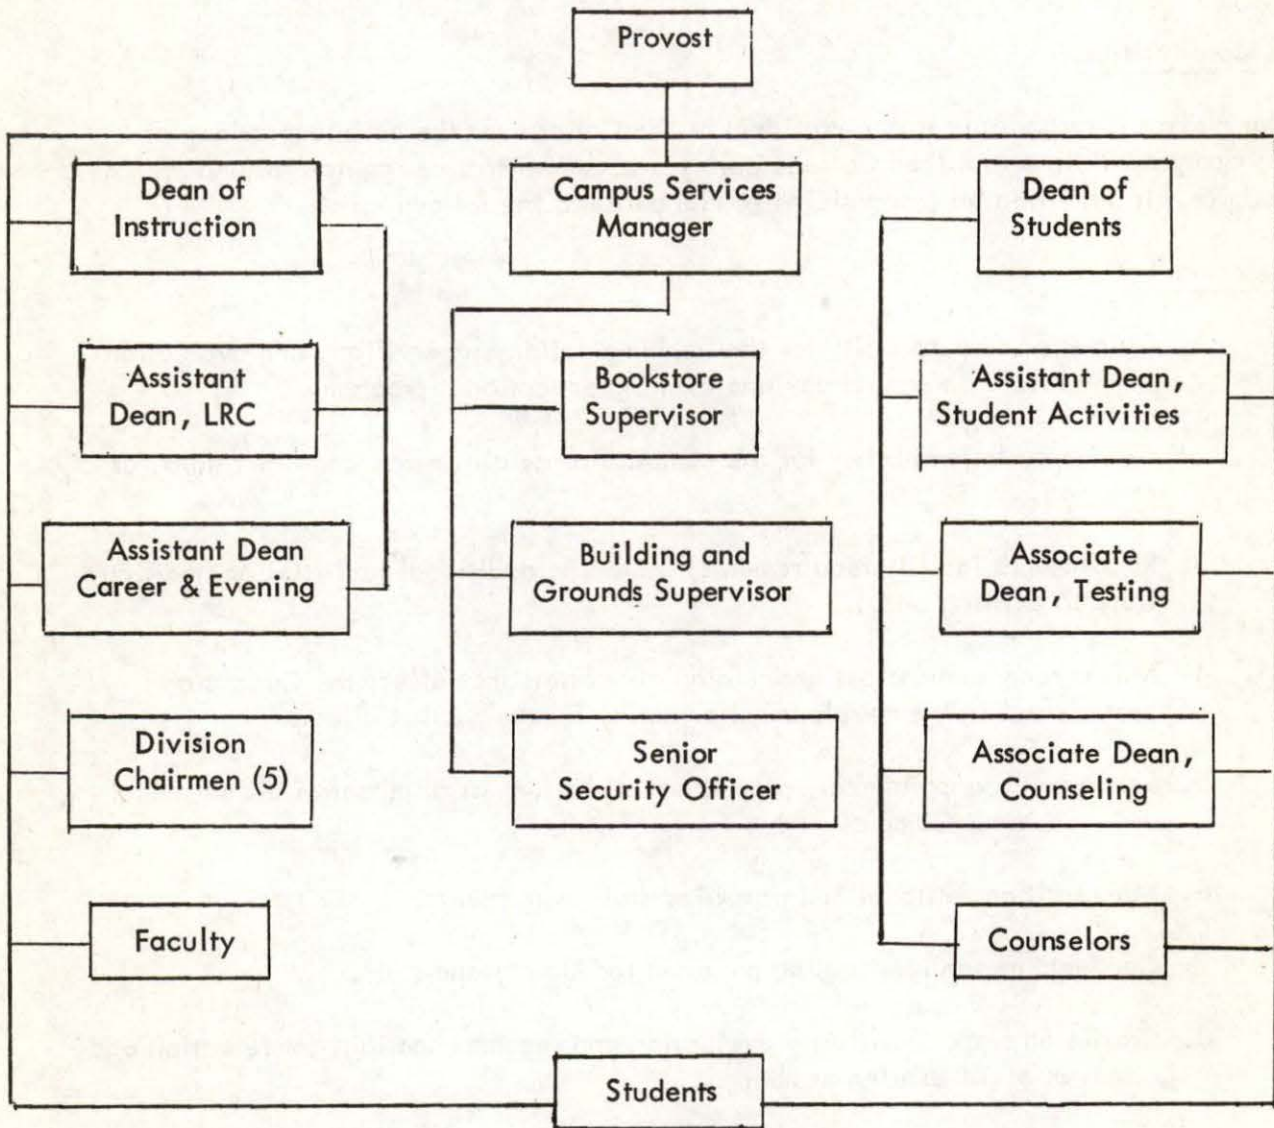 Provost
Dean of
Instruction
Campus Services
Manager
Dean of
Students
Assistant
Dean, LRC
Bookstore
Supervisor
Assistant Dean,
Student Activities
Assistant Dean
Career & Evening
Building and
Grounds Supervisor
Associate
Dean, Testing
Division
Chairmen (5)
Senior
Security Officer
Associate Dean,
Counseling
Faculty
Counselors
Students